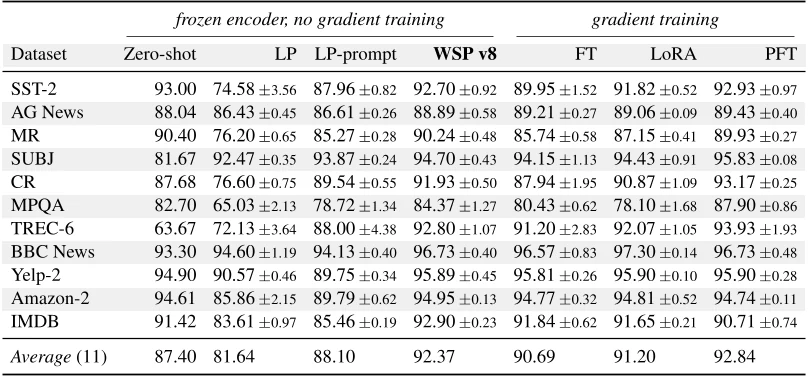 frozen encoder, no gradient training gradient training
Dataset Zero-shot LP LP-prompt WSP v8 FT LoRA PFT
SST-2 93.00 74.58 ±3.56 87.96 ±0.82 92.70 ±0.92 89.95 ±1.52 91.82 ±0.52 92.93 ±0.97
AG News 88.04 86.43 ±0.45 86.61 ±0.26 88.89 ±0.58 89.21 ±0.27 89.06 ±0.09 89.43 ±0.40
MR 90.40 76.20 ±0.65 85.27 ±0.28 90.24 ±0.48 85.74 ±0.58 87.15 ±0.41 89.93 ±0.27
SUBJ 81.67 92.47 ±0.35 93.87 ±0.24 94.70 ±0.43 94.15 ±1.13 94.43 ±0.91 95.83 ±0.08
CR 87.68 76.60 ±0.75 89.54 ±0.55 91.93 ±0.50 87.94 ±1.95 90.87 ±1.09 93.17 ±0.25
MPQA 82.70 65.03 ±2.13 78.72 ±1.34 84.37 ±1.27 80.43 ±0.62 78.10 ±1.68 87.90 ±0.86
TREC-6 63.67 72.13 ±3.64 88.00 ±4.38 92.80 ±1.07 91.20 ±2.83 92.07 ±1.05 93.93 ±1.93
BBC News 93.30 94.60 ±1.19 94.13 ±0.40 96.73 ±0.40 96.57 ±0.83 97.30 ±0.14 96.73 ±0.48
Yelp-2 94.90 90.57 ±0.46 89.75 ±0.34 95.89 ±0.45 95.81 ±0.26 95.90 ±0.10 95.90 ±0.28
Amazon-2 94.61 85.86 ±2.15 89.79 ±0.62 94.95 ±0.13 94.77 ±0.32 94.81 ±0.52 94.74 ±0.11
IMDB 91.42 83.61 ±0.97 85.46 ±0.19 92.90 ±0.23 91.84 ±0.62 91.65 ±0.21 90.71 ±0.74
Average (11) 87.40 81.64 88.10 92.37 90.69 91.20 92.84